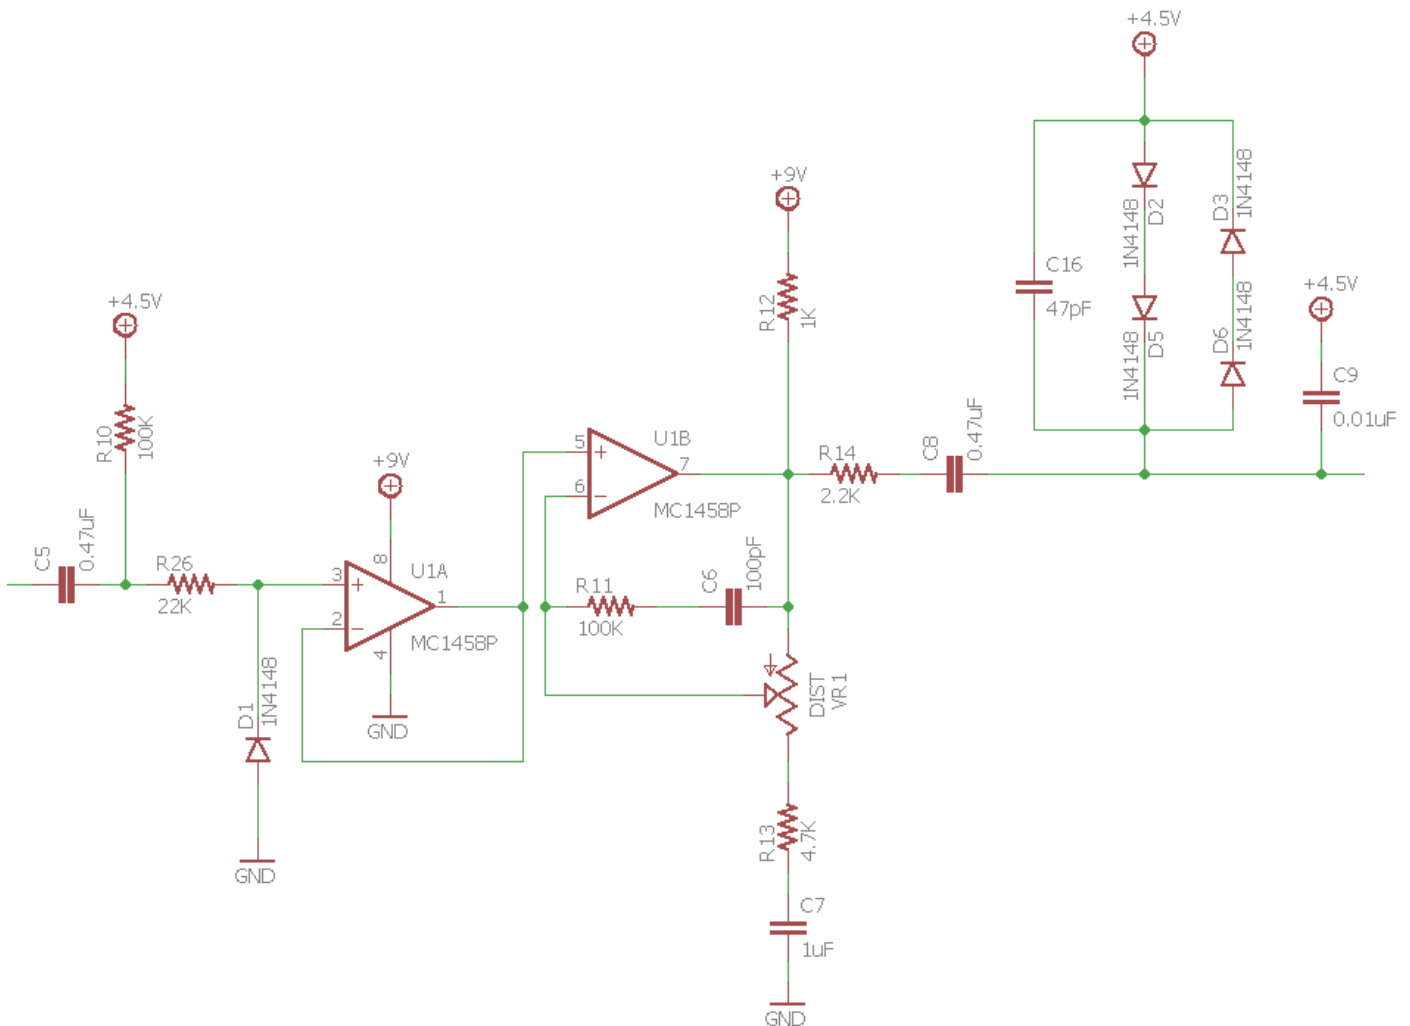 +4.5V
+9V
C16
47pF
1N4148
D2
1N4148
D5
D3
1N4148
D6
1N4148
+4.5V
C9
0.01uF
R12
1K
+4.5V
R10
100K
+9V
C5
0.47uF
R26
22K
D1
1N4148
GND
3
+
2
−
8
4
1
U1A
MC1458P
GND
5
+
6
−
7
U1B
MC1458P
R14
2.2K
C8
0.47uF
R11
100K
C6
100pF
DIST
VR1
R13
4.7K
C7
1uF
GND